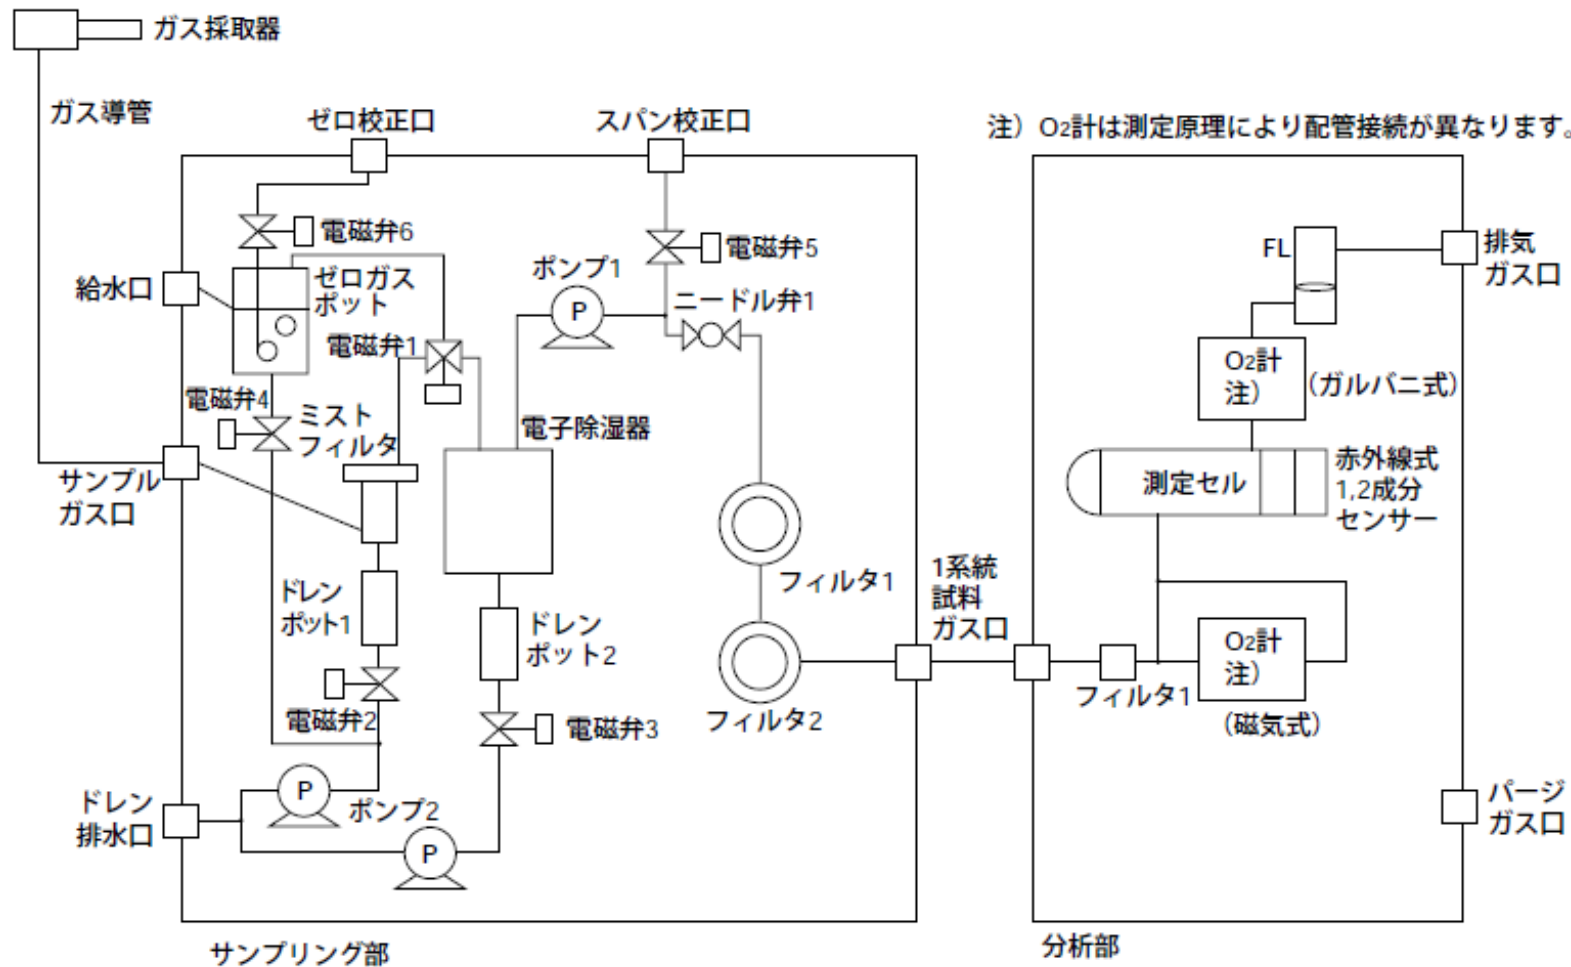 ガス採取器
ガス導管
ゼロ校正口
スパン校正口
注）O2計は測定原理により配管接続が異なります。
電磁弁6
電磁弁5
給水口
ゼロガス
ポット
ポンプ1
P
ニードル弁1
FL
排気
ガス口
電磁弁1
O2計
注）
（ガルバニ式）
電磁弁4
ミスト
フィルタ
電子除湿器
サンプル
ガス口
測定セル
赤外線式
1,2成分
センサー
ドレン
ポット1
ドレン
ポット2
フィルタ1
1系統
試料
ガス口
O2計
注）
フィルタ1
（磁気式）
電磁弁2
電磁弁3
フィルタ2
ドレン
排水口
P
ポンプ2
P
パージ
ガス口
サンプリング部
分析部